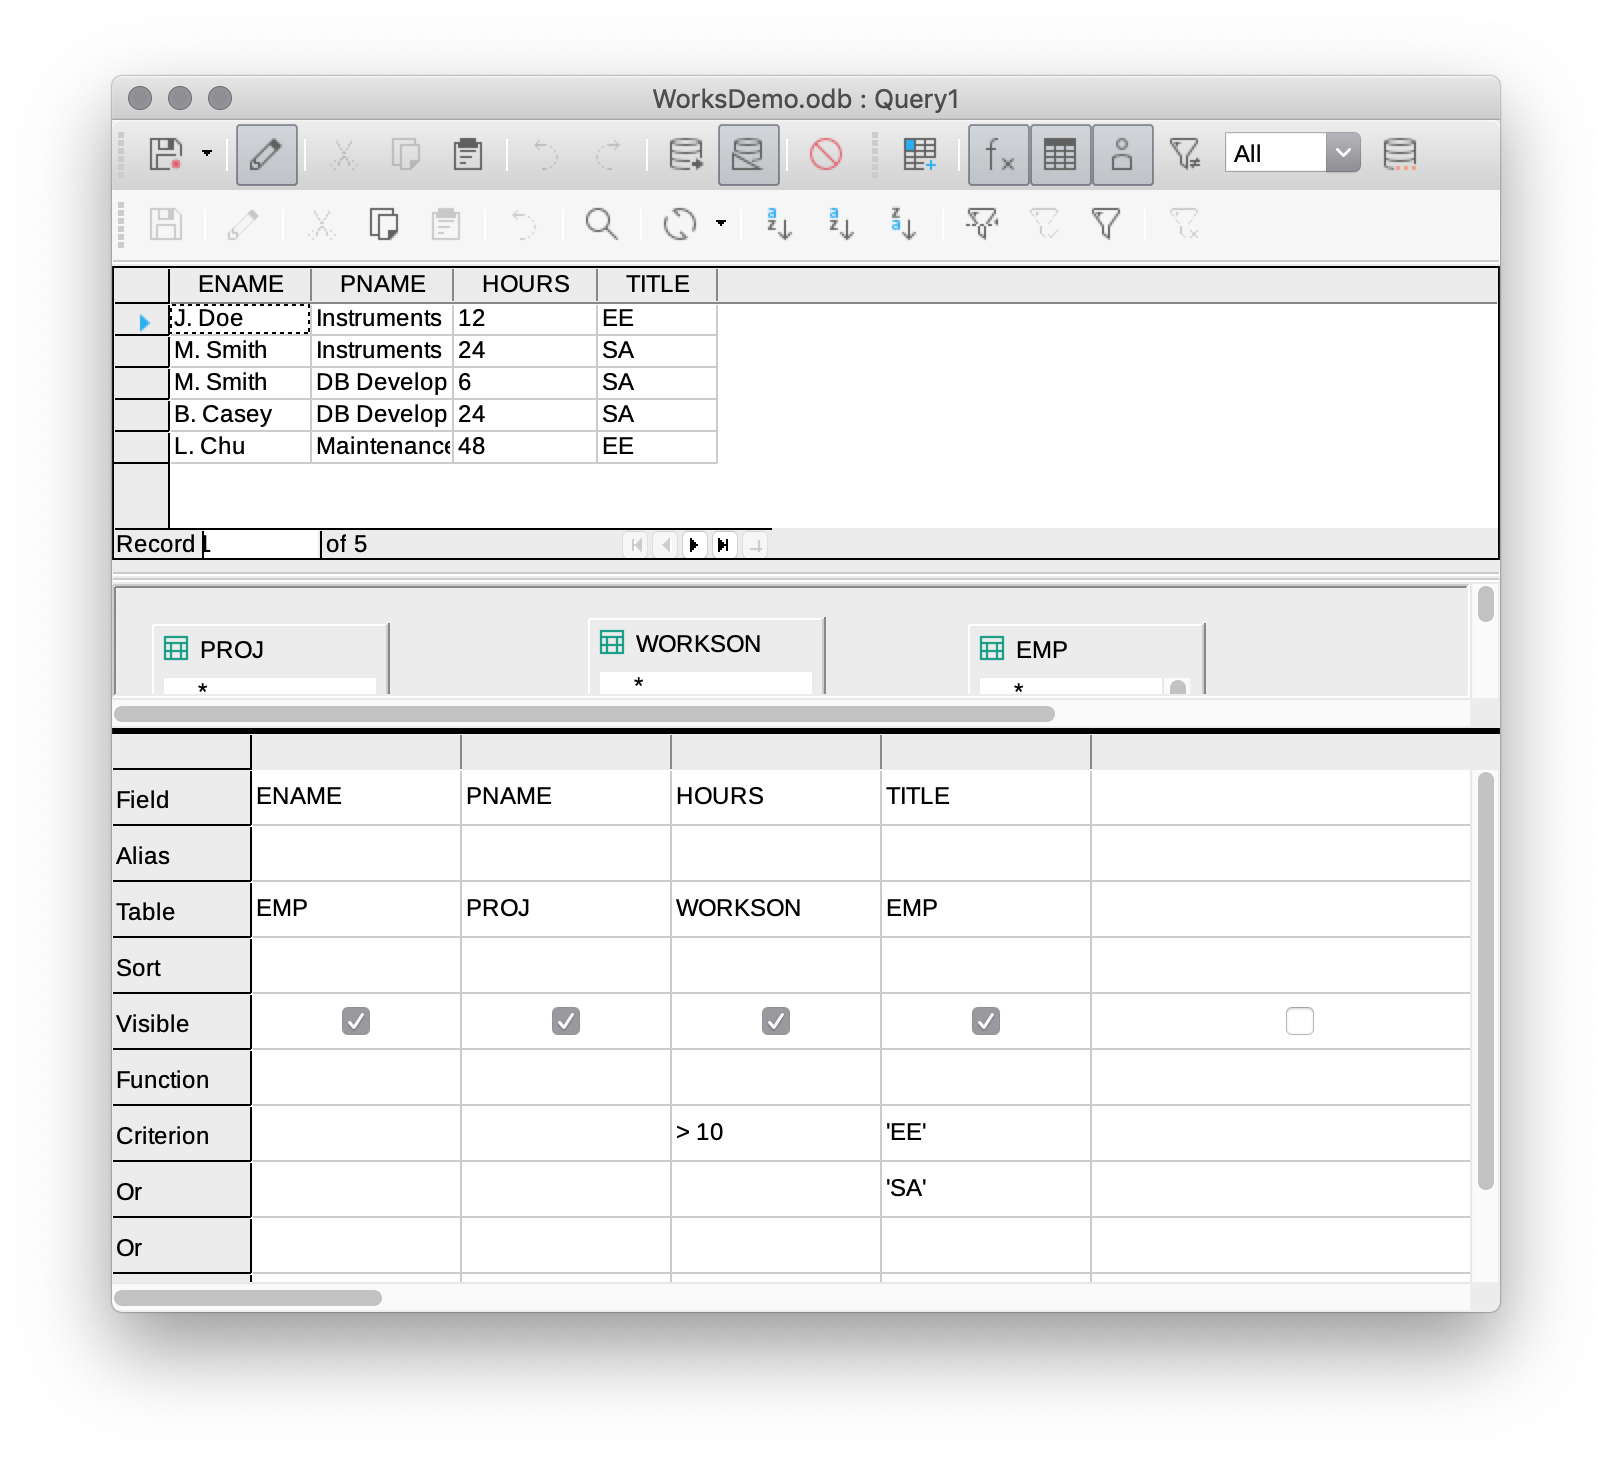 WorksDemo.odb : Query1
All
ENAME PNAME HOURS TITLE
J. Doe Instruments 12 EE
M. Smith Instruments 24 SA
M. Smith DB Develop 6 SA
B. Casey DB Develop 24 SA
L. Chu Maintenance 48 EE
Record 1 of 5
PROJ WORKSON EMP
* * *
Field ENAME PNAME HOURS TITLE
Alias
Table EMP PROJ WORKSON EMP
Sort
Visible
Function
Criterion > 10 'EE'
Or 'SA'
Or